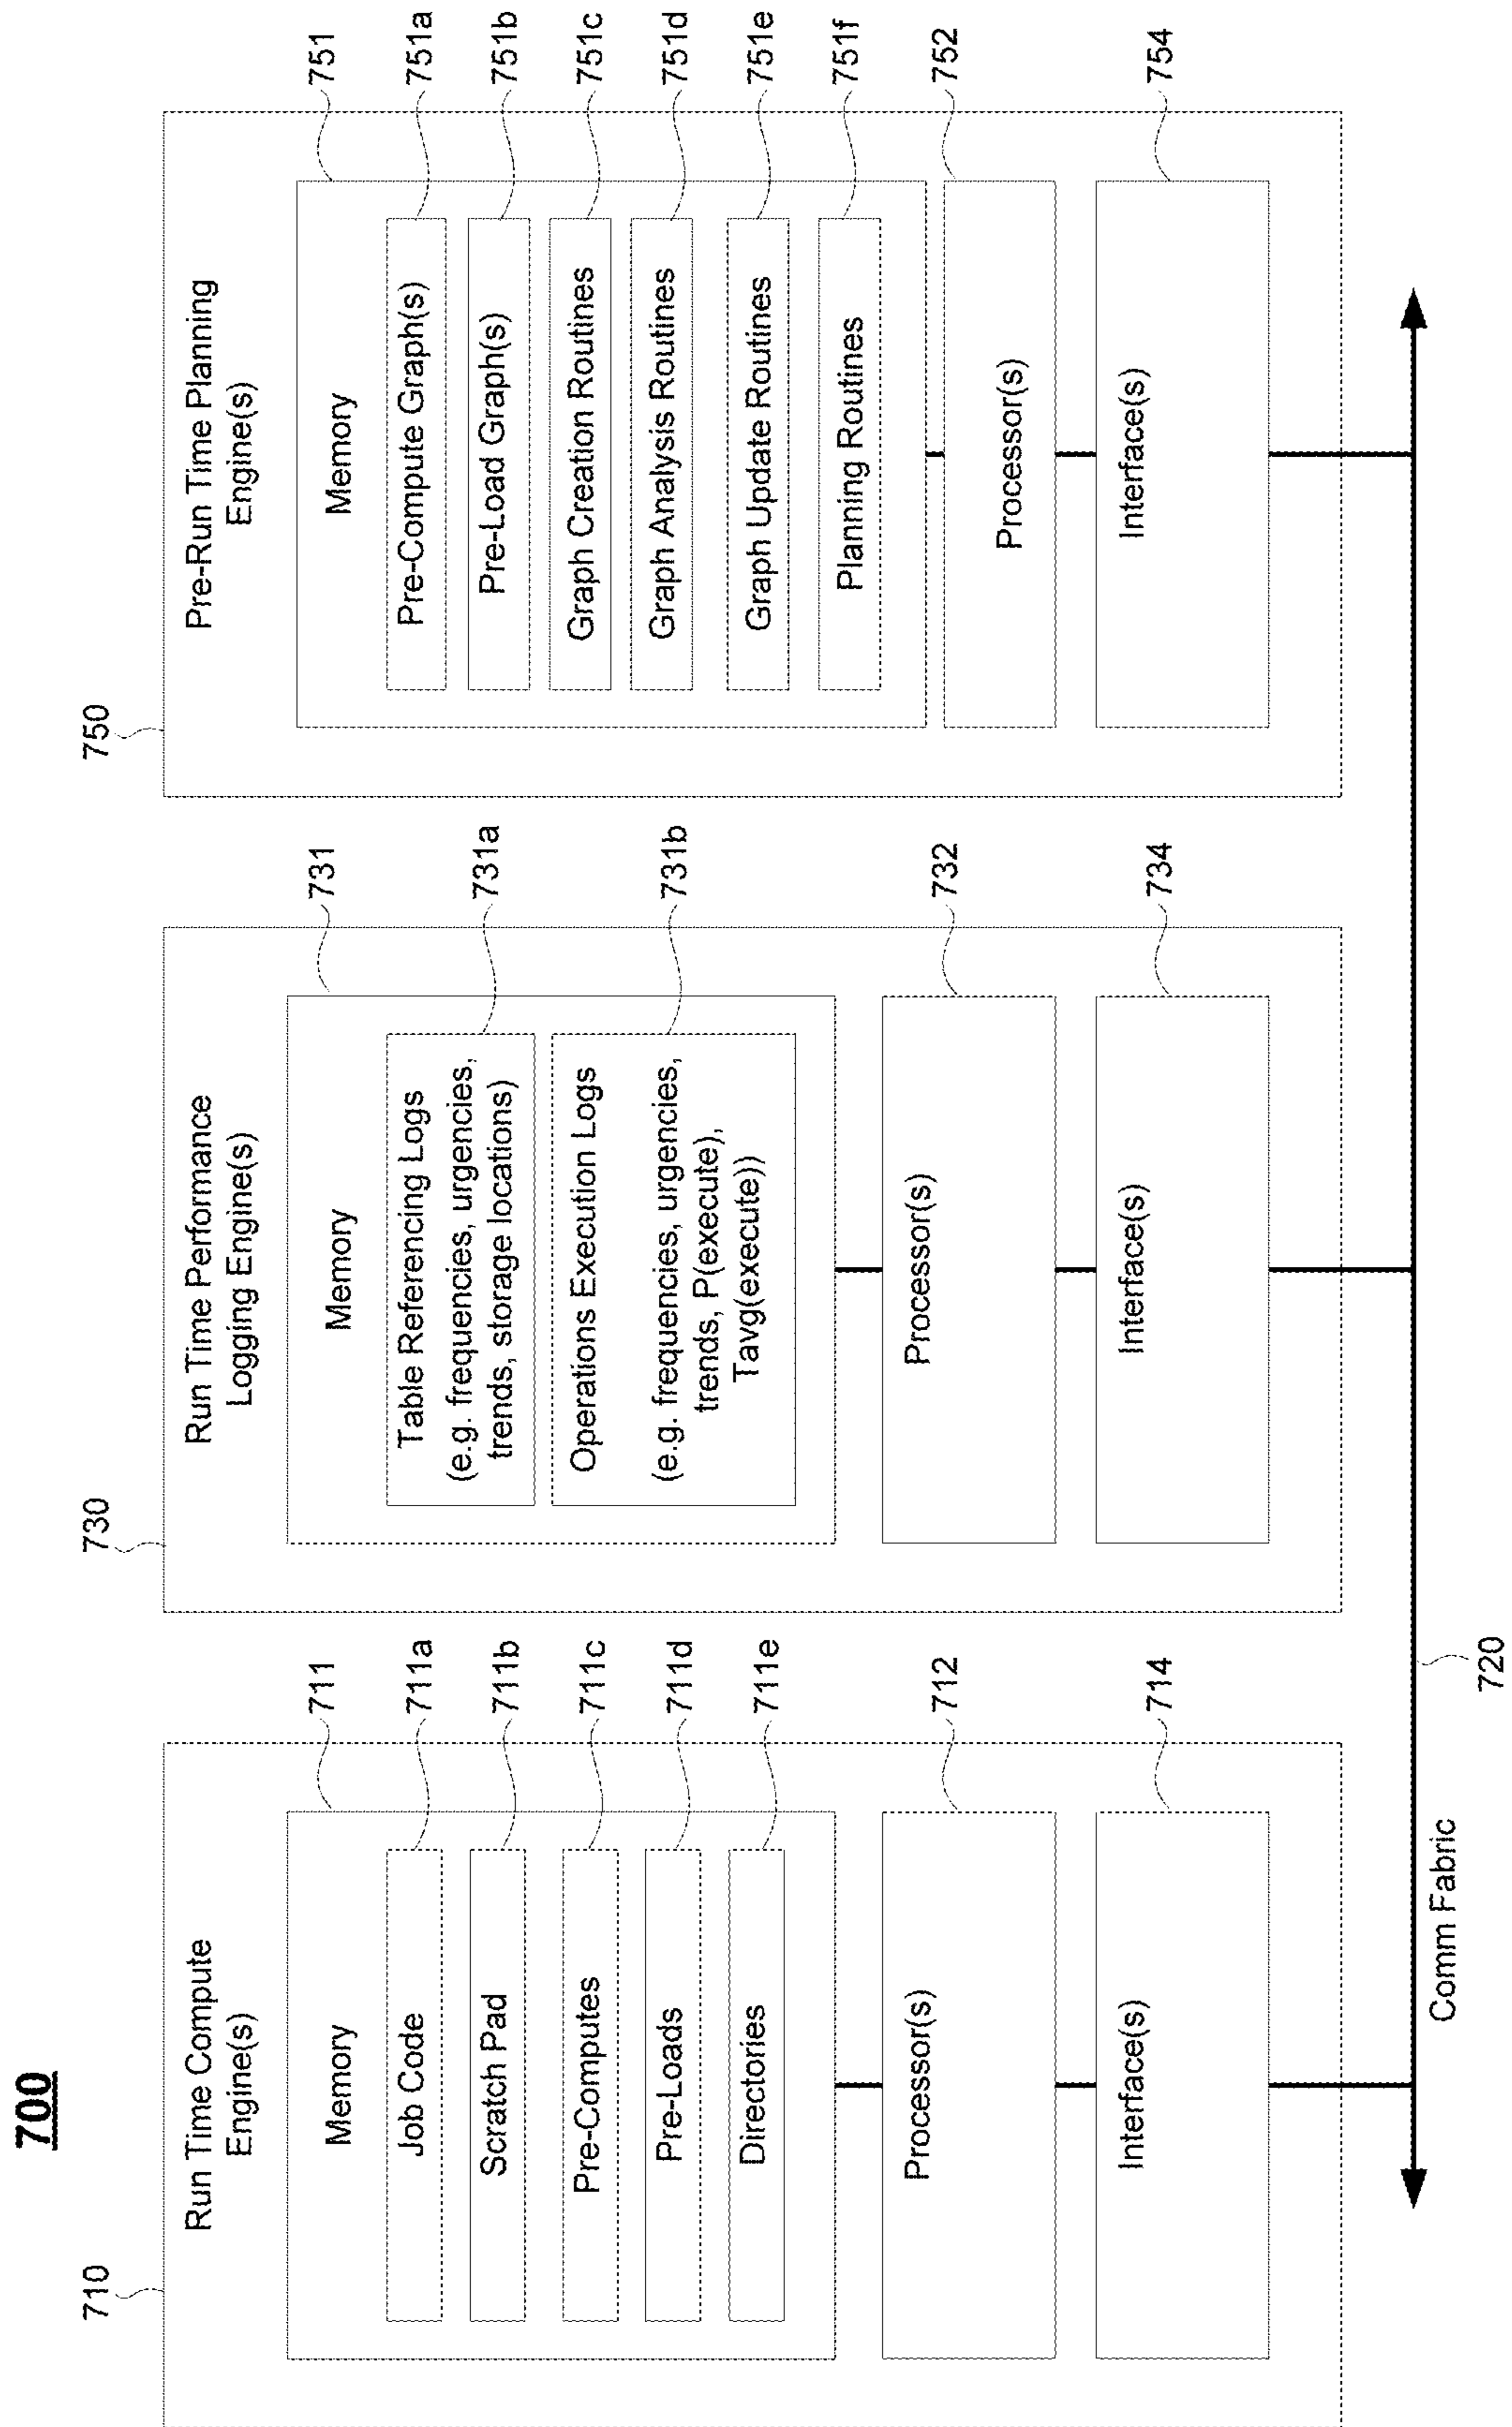 700
710
Run Time Compute
Engine(s)
Memory
711
Job Code
711a
Scratch Pad
711b
Pre-Computes
711c
Pre-Loads
711d
Directories
711e
Processor(s)
712
Interface(s)
714
730
Run Time Performance
Logging Engine(s)
Memory
731
Table Referencing Logs
(e.g. frequencies, urgencies,
trends, storage locations)
731a
Operations Execution Logs
(e.g. frequencies, urgencies,
trends, P(execute),
Tavg(execute))
731b
Processor(s)
732
Interface(s)
734
750
Pre-Run Time Planning
Engine(s)
Memory
751
Pre-Compute Graph(s)
751a
Pre-Load Graph(s)
751b
Graph Creation Routines
751c
Graph Analysis Routines
751d
Graph Update Routines
751e
Planning Routines
751f
Processor(s)
752
Interface(s)
754
Comm Fabric
720